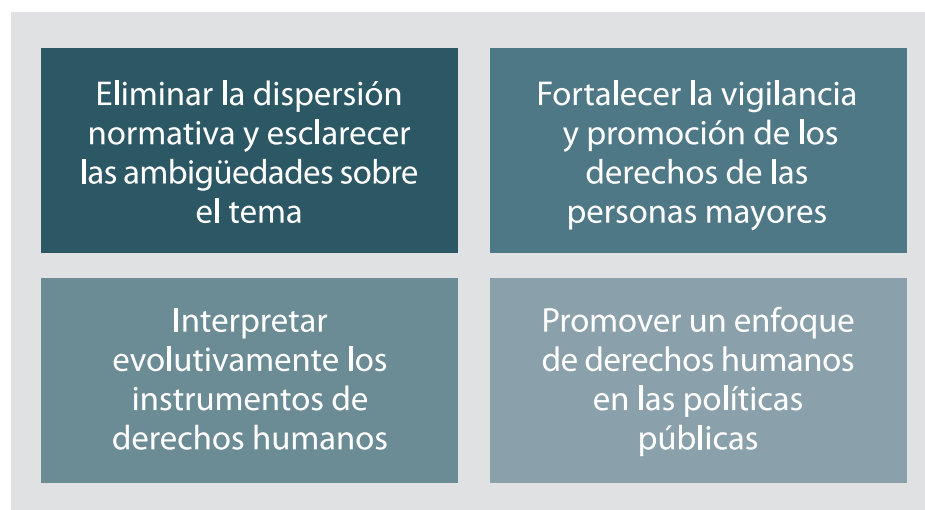 Eliminar la dispersión
normativa y esclarecer
las ambigüedades sobre
el tema
Fortalecer la vigilancia
y promoción de los
derechos de las
personas mayores
Interpretar
evolutivamente los
instrumentos de
derechos humanos
Promover un enfoque
de derechos humanos
en las políticas
públicas